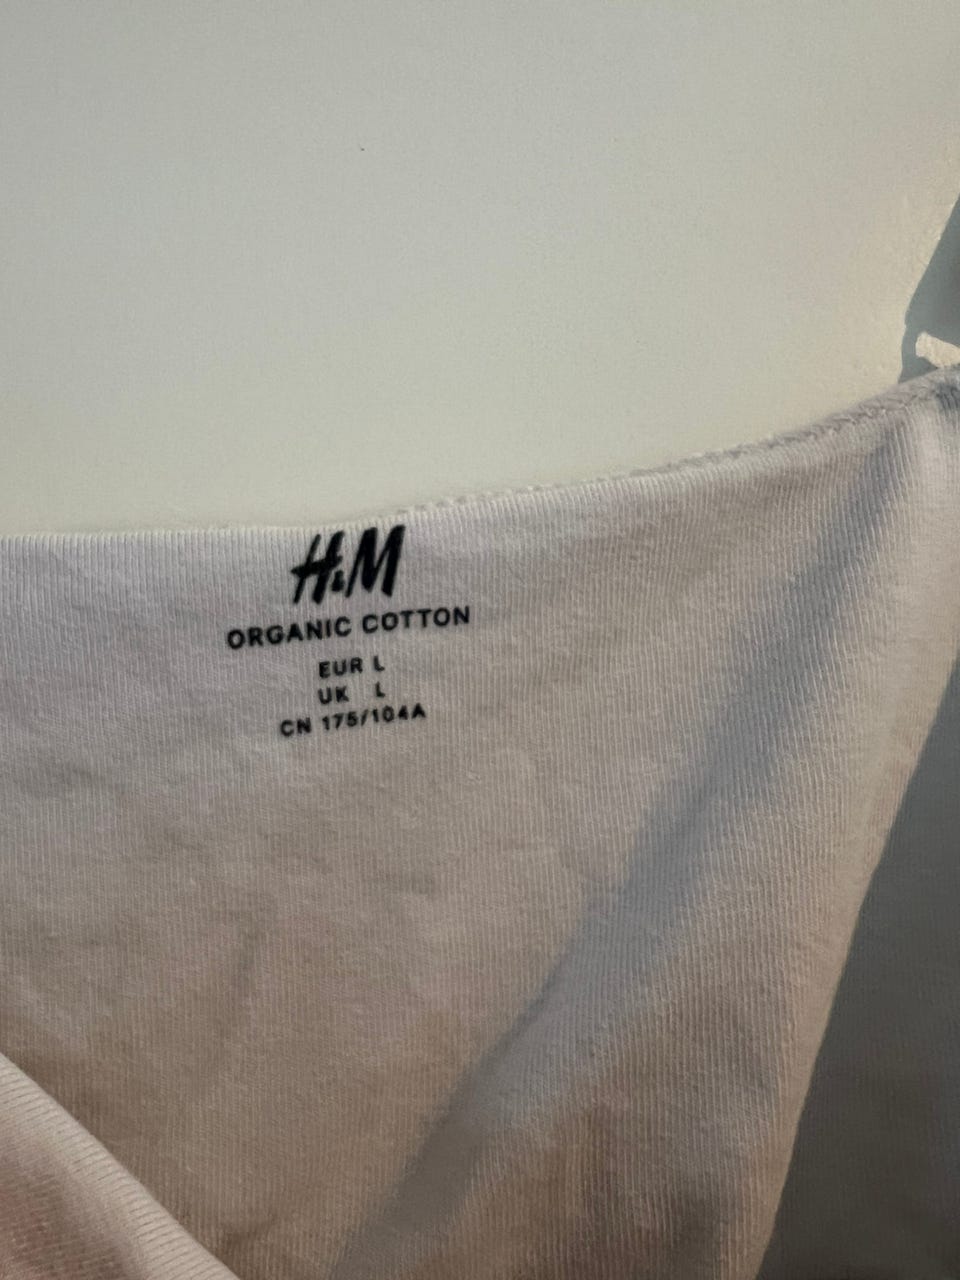 H&M
ORGANIC COTTON
EUR L
UK L
CN 175/104A